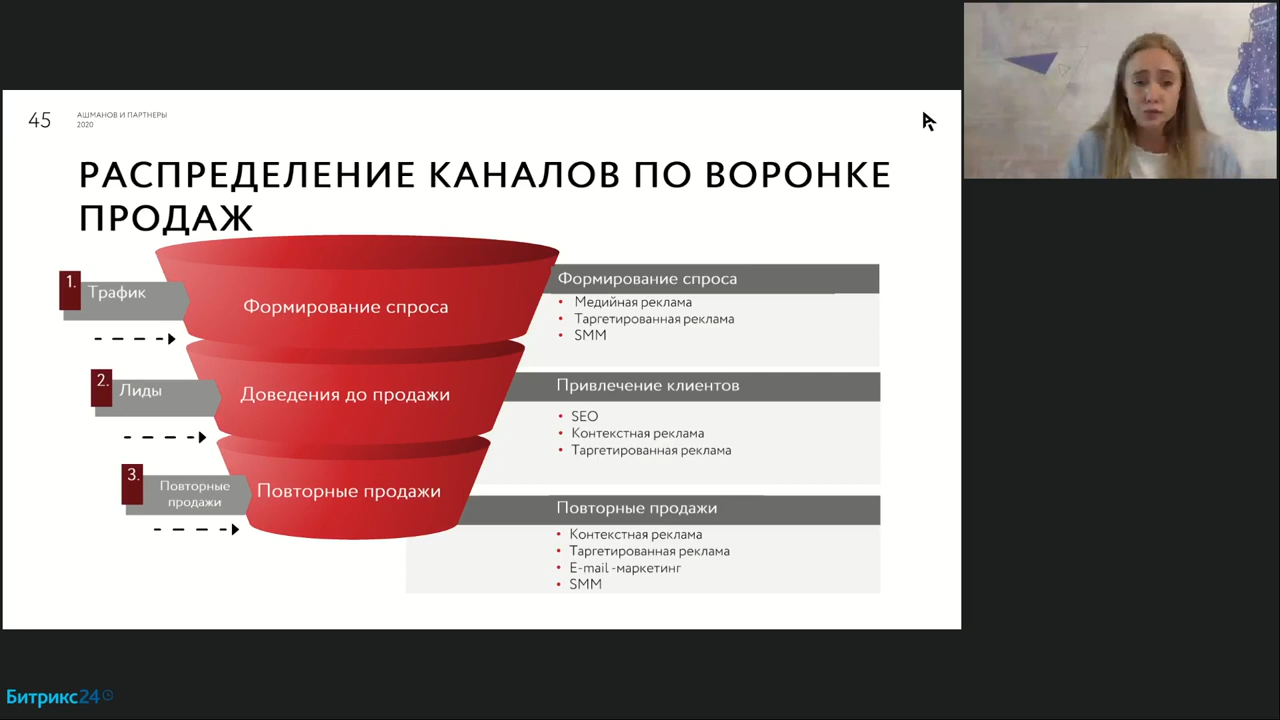 45
АШМАНОВ И ПАРТНЕРЫ
2020
РАСПРЕДЕЛЕНИЕ КАНАЛОВ ПО ВОРОНКЕ
ПРОДАЖ
1.
Трафик
Формирование спроса
Формирование спроса
• Медийная реклама
• Таргетированная реклама
• SMM
2.
Лиды
Доведения до продажи
Привлечение клиентов
• SEO
• Контекстная реклама
• Таргетированная реклама
3.
Повторные
продажи
Повторные продажи
Повторные продажи
• Контекстная реклама
• Таргетированная реклама
• E-mail -маркетинг
• SMM
Битрикс24